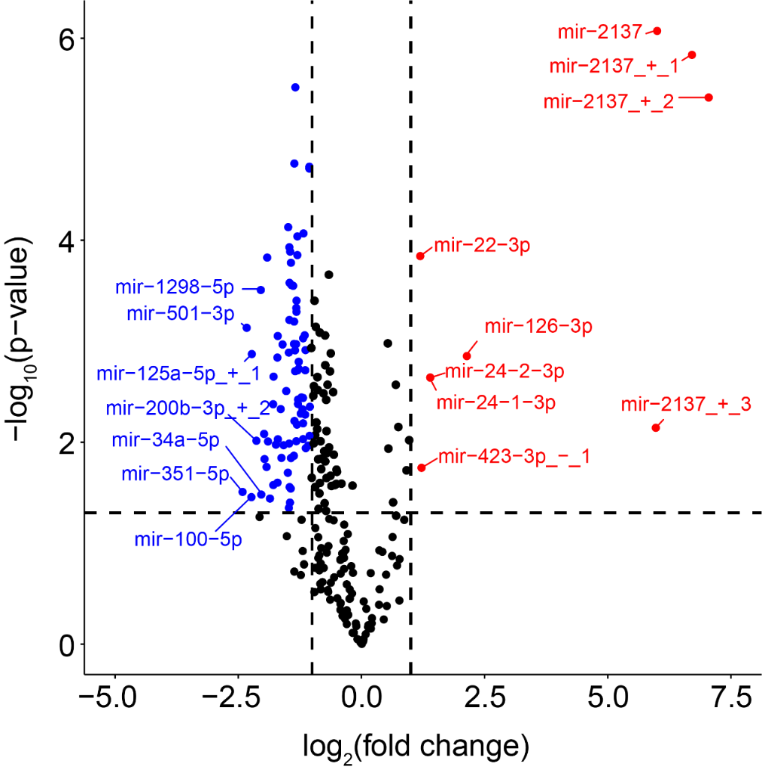 6
mir−2137
mir−2137_+_1
mir−2137_+_2
4
mir−22−3p
mir−1298−5p
mir−501−3p
mir−126−3p
mir−125a−5p_+_1
mir−24−2−3p
mir−24−1−3p
mir−200b−3p_+_2
mir−2137_+_3
2
mir−34a−5p
mir−423−3p_−_1
mir−351−5p
mir−100−5p
0
−log10(p−value)
−5.0 −2.5 0.0 2.5 5.0 7.5
log2(fold change)